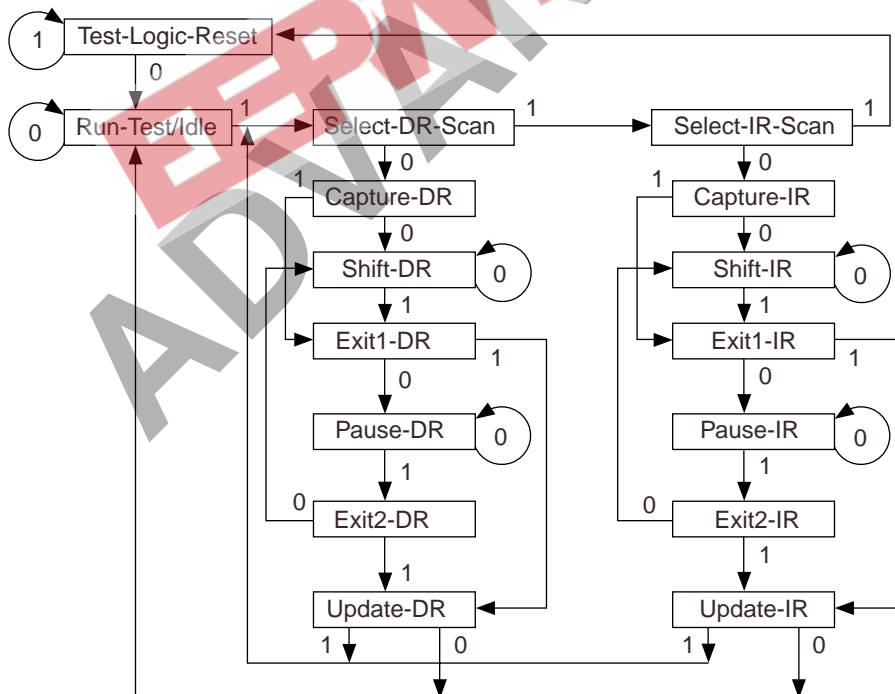 1
Test-Logic-Reset
0
0
Run-Test/Idle
1
Select-DR-Scan
1
Select-IR-Scan
1
0
0
1
Capture-DR
1
Capture-IR
0
0
Shift-DR
0
Shift-IR
0
1
1
Exit1-DR
1
Exit1-IR
1
0
0
Pause-DR
0
Pause-IR
0
1
1
0
Exit2-DR
0
Exit2-IR
1
1
Update-DR
Update-IR
1
0
1
0